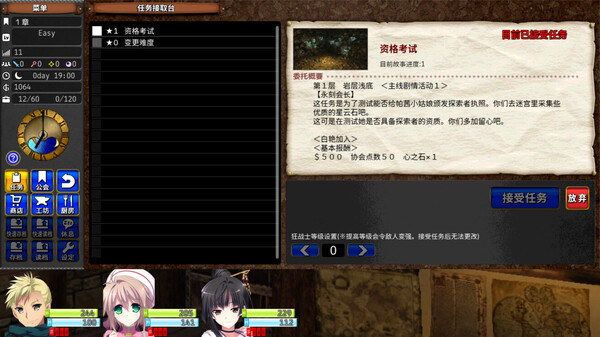 菜单
1 章
Lv
Easy
11
0 0 0 0
0day 19:00
1064
12/60 0/120
任务 公会
商店 工坊 厨房
快速存档 快速读档 休息
存档 读档 设定
任务接取台
★1 资格考试
★0 变更难度
目前已接受任务
资格考试
目前故事进度:1
委托概要
第１层 岩层浅底 ＜主线剧情活动１＞
【永刻会长】
这任务是为了测试能否给帕茜小姑娘颁发探索者执照。你们去迷宫里采集些
优质的星云石吧。
这可是在测试她是否具备探索者的资质。你们多加留心吧。
＜白艳加入＞
＜基本报酬＞
＄５００ 协会点数５０ 心之石×１
接受任务
放弃
狂战士等级设置(※提高等级会令敌人变强。接受任务后无法更改)
0
244
100
205
141
229
112